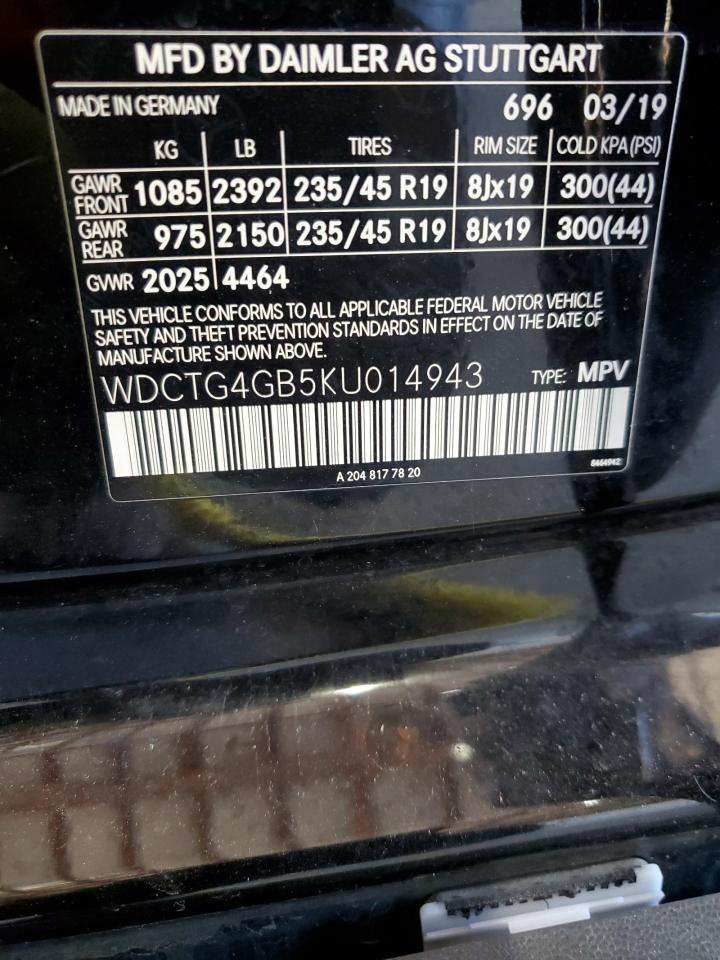 MFD BY DAIMLER AG STUTTGART
MADE IN GERMANY 696 03/19
KG LB TIRES RIM SIZE COLD KPA (PSI)
GAWR FRONT 1085 2392 235/45 R19 8Jx19 300(44)
GAWR REAR 975 2150 235/45 R19 8Jx19 300(44)
GVWR 2025 4464
THIS VEHICLE CONFORMS TO ALL APPLICABLE FEDERAL MOTOR VEHICLE
SAFETY AND THEFT PREVENTION STANDARDS IN EFFECT ON THE DATE OF
MANUFACTURE SHOWN ABOVE.
WDCTG4GB5KU014943 TYPE: MPV
8464942
A 204 817 78 20